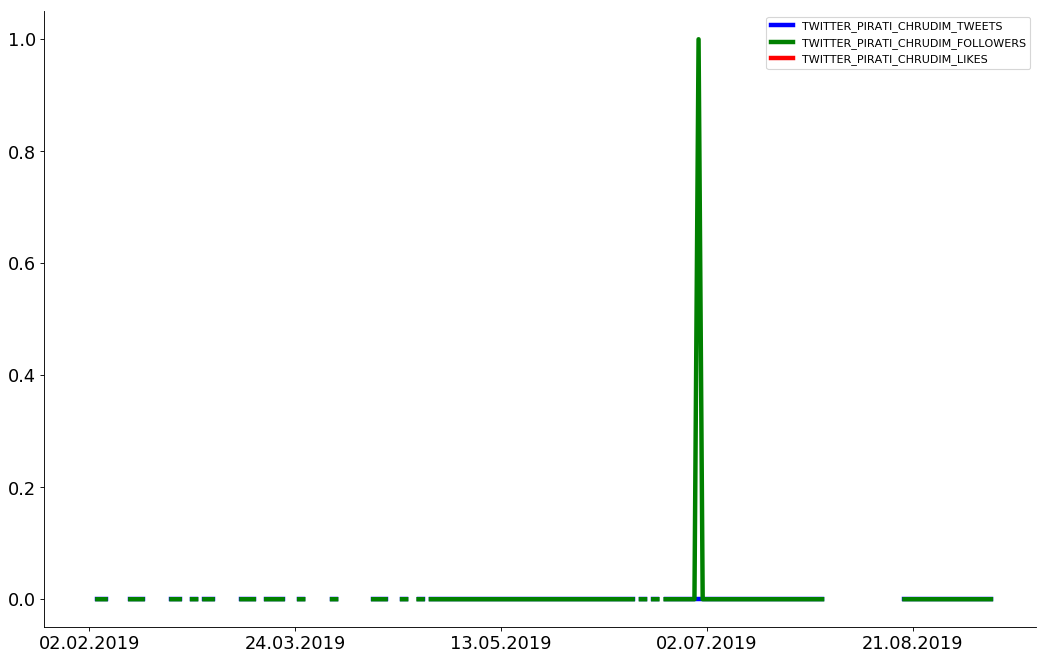 TWITTER_PIRATI_CHRUDIM_TWEETS
TWITTER_PIRATI_CHRUDIM_FOLLOWERS
TWITTER_PIRATI_CHRUDIM_LIKES
1.0
0.8
0.6
0.4
0.2
0.0
02.02.2019 24.03.2019 13.05.2019 02.07.2019 21.08.2019